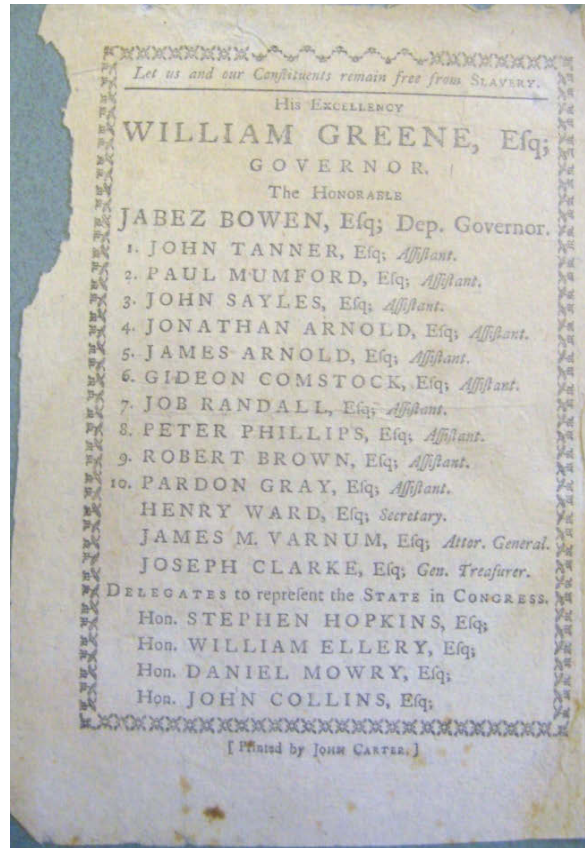 Let us and our Conſtituents remain free from SLAVERY.
His EXCELLENCY
WILLIAM GREENE, Eſq;
GOVERNOR.
The HONORABLE
JABEZ BOWEN, Eſq; Dep. Governor.
1. JOHN TANNER, Eſq; Aſſiſtant.
2. PAUL MUMFORD, Eſq; Aſſiſtant.
3. JOHN SAYLES, Eſq; Aſſiſtant.
4. JONATHAN ARNOLD, Eſq; Aſſiſtant.
5. JAMES ARNOLD, Eſq; Aſſiſtant.
6. GIDEON COMSTOCK, Eſq; Aſſiſtant.
7. JOB RANDALL, Eſq; Aſſiſtant.
8. PETER PHILLIPS, Eſq; Aſſiſtant.
9. ROBERT BROWN, Eſq; Aſſiſtant.
10. PARDON GRAY, Eſq; Aſſiſtant.
HENRY WARD, Eſq; Secretary.
JAMES M. VARNUM, Eſq; Attor. General.
JOSEPH CLARKE, Eſq; Gen. Treaſurer.
DELEGATES to repreſent the STATE in CONGRESS.
Hon. STEPHEN HOPKINS, Eſq;
Hon. WILLIAM ELLERY, Eſq;
Hon. DANIEL MOWRY, Eſq;
Hon. JOHN COLLINS, Eſq;
[ Printed by JOHN CARTER. ]